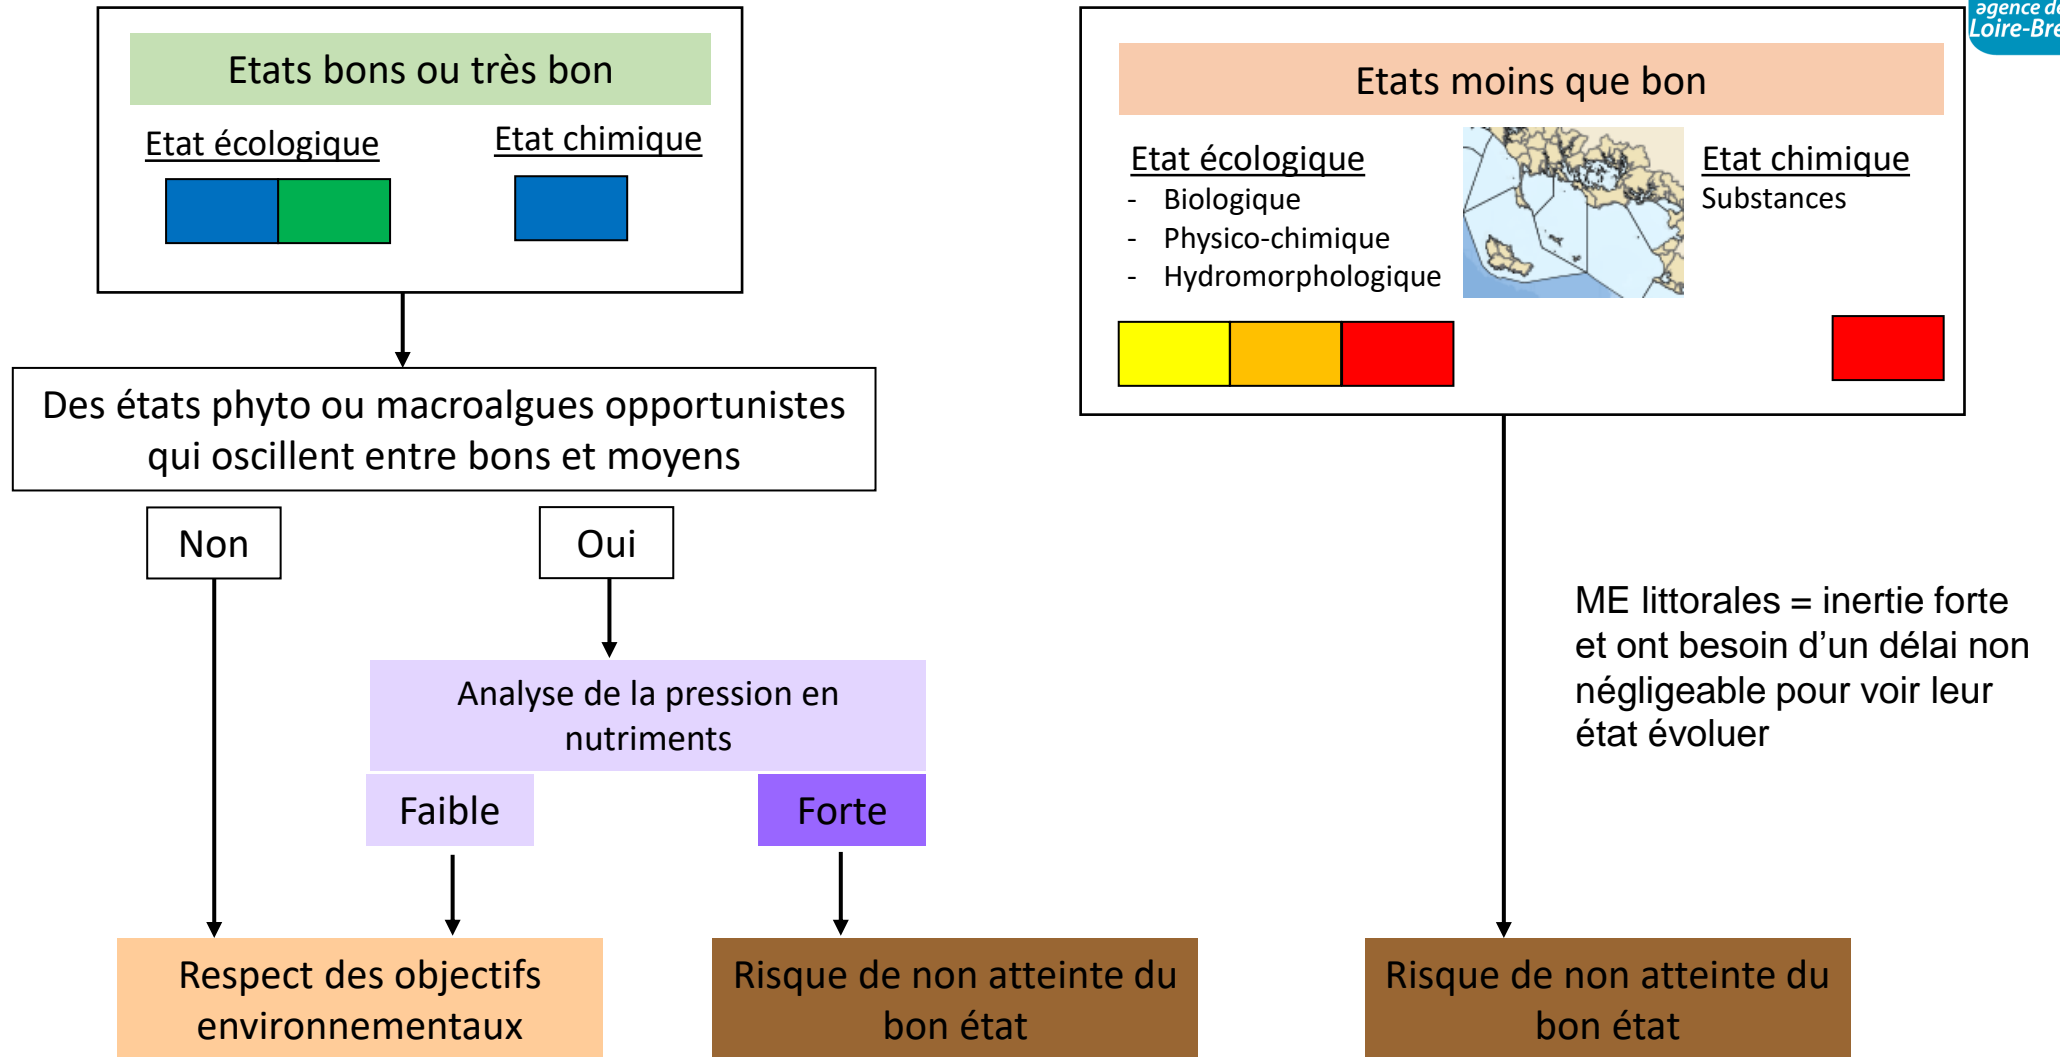 agence de
Loire-Bre
Etats bons ou très bon
Etat écologique
Etat chimique
Etats moins que bon
Etat écologique
- Biologique
- Physico-chimique
- Hydromorphologique
Etat chimique
Substances
Des états phyto ou macroalgues opportunistes
qui oscillent entre bons et moyens
Non
Oui
Analyse de la pression en
nutriments
Faible
Forte
ME littorales = inertie forte
et ont besoin d’un délai non
négligeable pour voir leur
état évoluer
Respect des objectifs
environnementaux
Risque de non atteinte du
bon état
Risque de non atteinte du
bon état